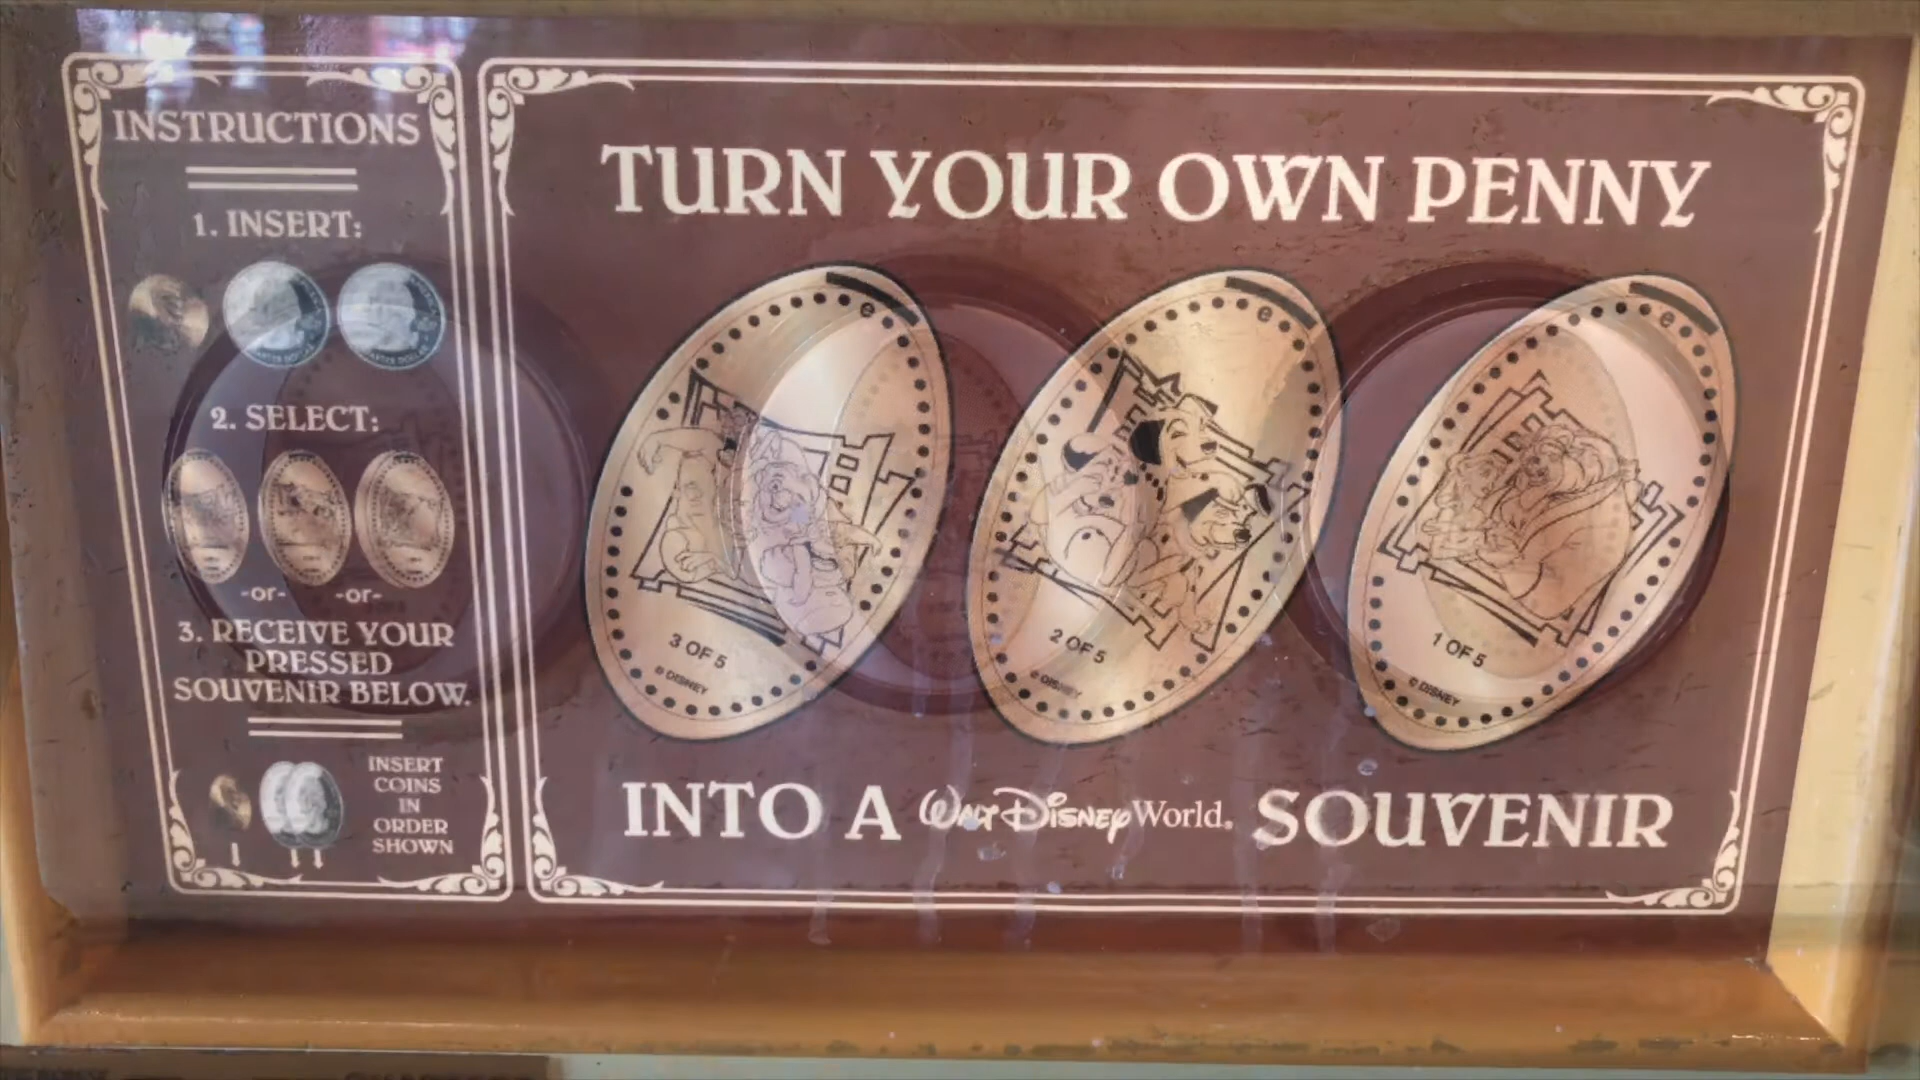 INSTRUCTIONS
1. INSERT:
2. SELECT:
-or- -or-
3. RECEIVE YOUR
PRESSED
SOUVENIR BELOW.
INSERT
COINS
IN
ORDER
SHOWN
TURN YOUR OWN PENNY
3 OF 5
© DISNEY
2 OF 5
© DISNEY
1 OF 5
© DISNEY
INTO A Walt Disney World® SOUVENIR